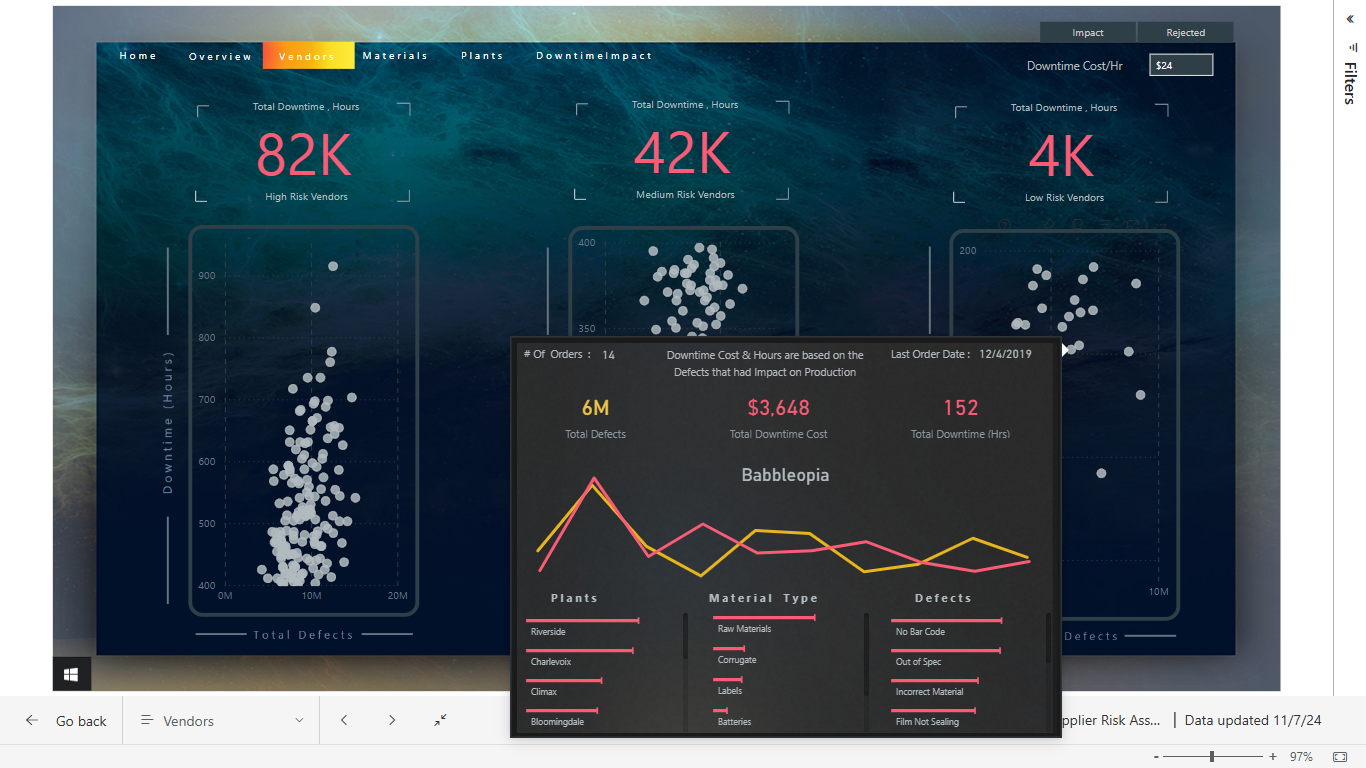 Impact
Rejected
Home
Overview
Vendors
Materials
Plants
DowntimeImpact
Downtime Cost/Hr
$24
«
Filters
Total Downtime , Hours
82K
High Risk Vendors
Total Downtime , Hours
42K
Medium Risk Vendors
Total Downtime , Hours
4K
Low Risk Vendors
Downtime (Hours)
900
800
700
600
500
400
0M
10M
20M
Total Defects
400
350
200
10M
Defects
# Of Orders :
14
Downtime Cost & Hours are based on the
Defects that had Impact on Production
Last Order Date :
12/4/2019
6M
Total Defects
$3,648
Total Downtime Cost
152
Total Downtime (Hrs)
Babbleopia
Plants
Riverside
Charlevoix
Climax
Bloomingdale
Material Type
Raw Materials
Corrugate
Labels
Batteries
Defects
No Bar Code
Out of Spec
Incorrect Material
Film Not Sealing
Go back
Vendors
pplier Risk Ass...
| Data updated 11/7/24
-
+
97%